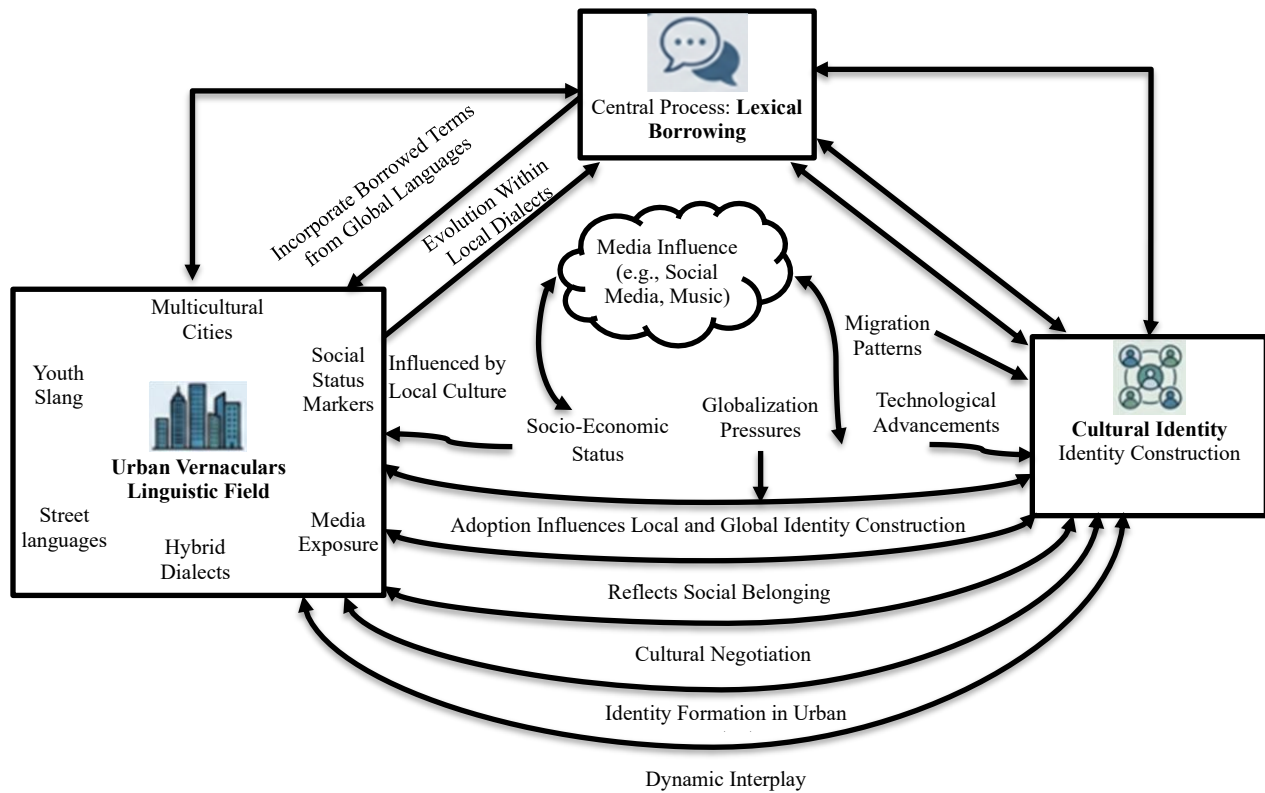 Central Process: Lexical
Borrowing
Incorporate Borrowed Terms
from Global Languages
Evolution Within
Local Dialects
Media Influence
(e.g., Social
Media, Music)
Multicultural
Cities
Youth
Slang
Social
Status
Markers
Urban Vernaculars
Linguistic Field
Street
languages
Hybrid
Dialects
Media
Exposure
Influenced by
Local Culture
Socio-Economic
Status
Globalization
Pressures
Migration
Patterns
Technological
Advancements
Cultural Identity
Identity Construction
Adoption Influences Local and Global Identity Construction
Reflects Social Belonging
Cultural Negotiation
Identity Formation in Urban
Dynamic Interplay